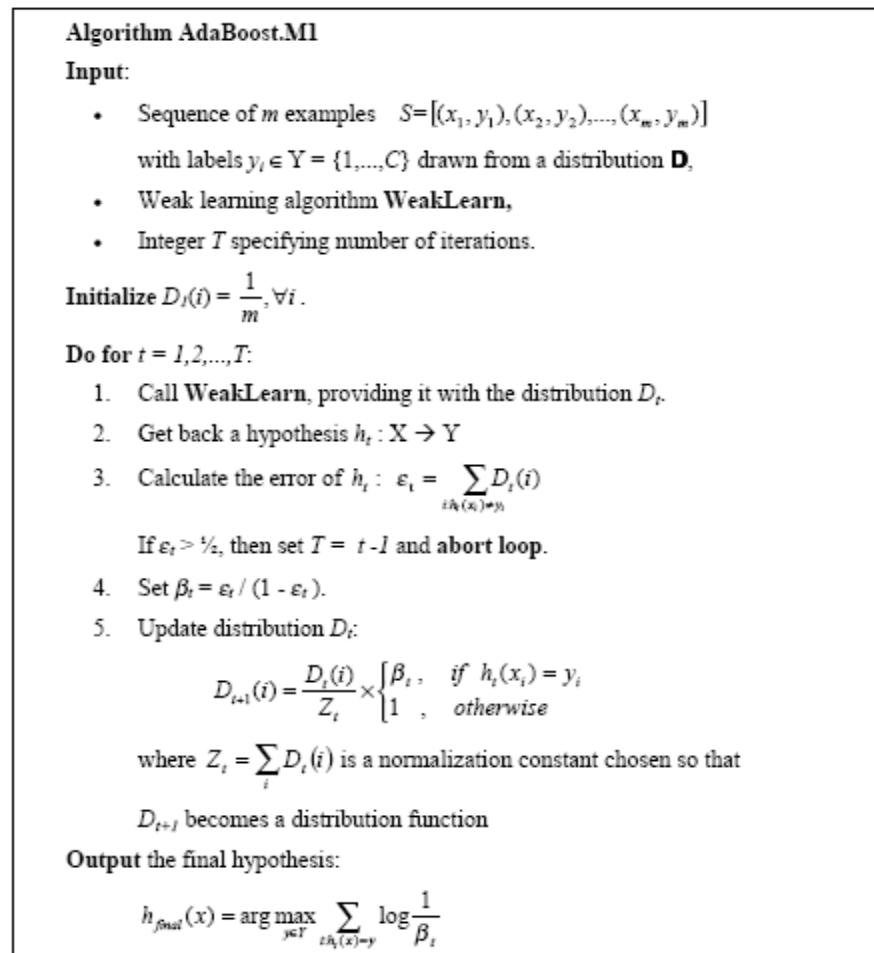 Algorithm AdaBoost.M1
Input:
• Sequence of m examples S=[(x₁, y₁), (x₂, y₂),..., (xₘ, yₘ)]
with labels yᵢ ∈ Y = {1,...,C} drawn from a distribution D,
• Weak learning algorithm WeakLearn,
• Integer T specifying number of iterations.
Initialize D₁(i) = 1/m, ∀i .
Do for t = 1,2,...,T:
1. Call WeakLearn, providing it with the distribution Dₜ.
2. Get back a hypothesis hₜ : X → Y
3. Calculate the error of hₜ : εₜ = ∑ Dₜ(i)
i:hₜ(xᵢ)≠yᵢ
If εₜ > ½, then set T = t -1 and abort loop.
4. Set βₜ = εₜ / (1 - εₜ ).
5. Update distribution Dₜ:
Dₜ₊₁(i) = Dₜ(i)/Zₜ × { βₜ , if hₜ(xᵢ) = yᵢ
1 , otherwise
where Zₜ = ∑ᵢ Dₜ(i) is a normalization constant chosen so that
Dₜ₊₁ becomes a distribution function
Output the final hypothesis:
h_final(x) = arg max ∑ log 1/βₜ
y∈Y t:hₜ(x)=y